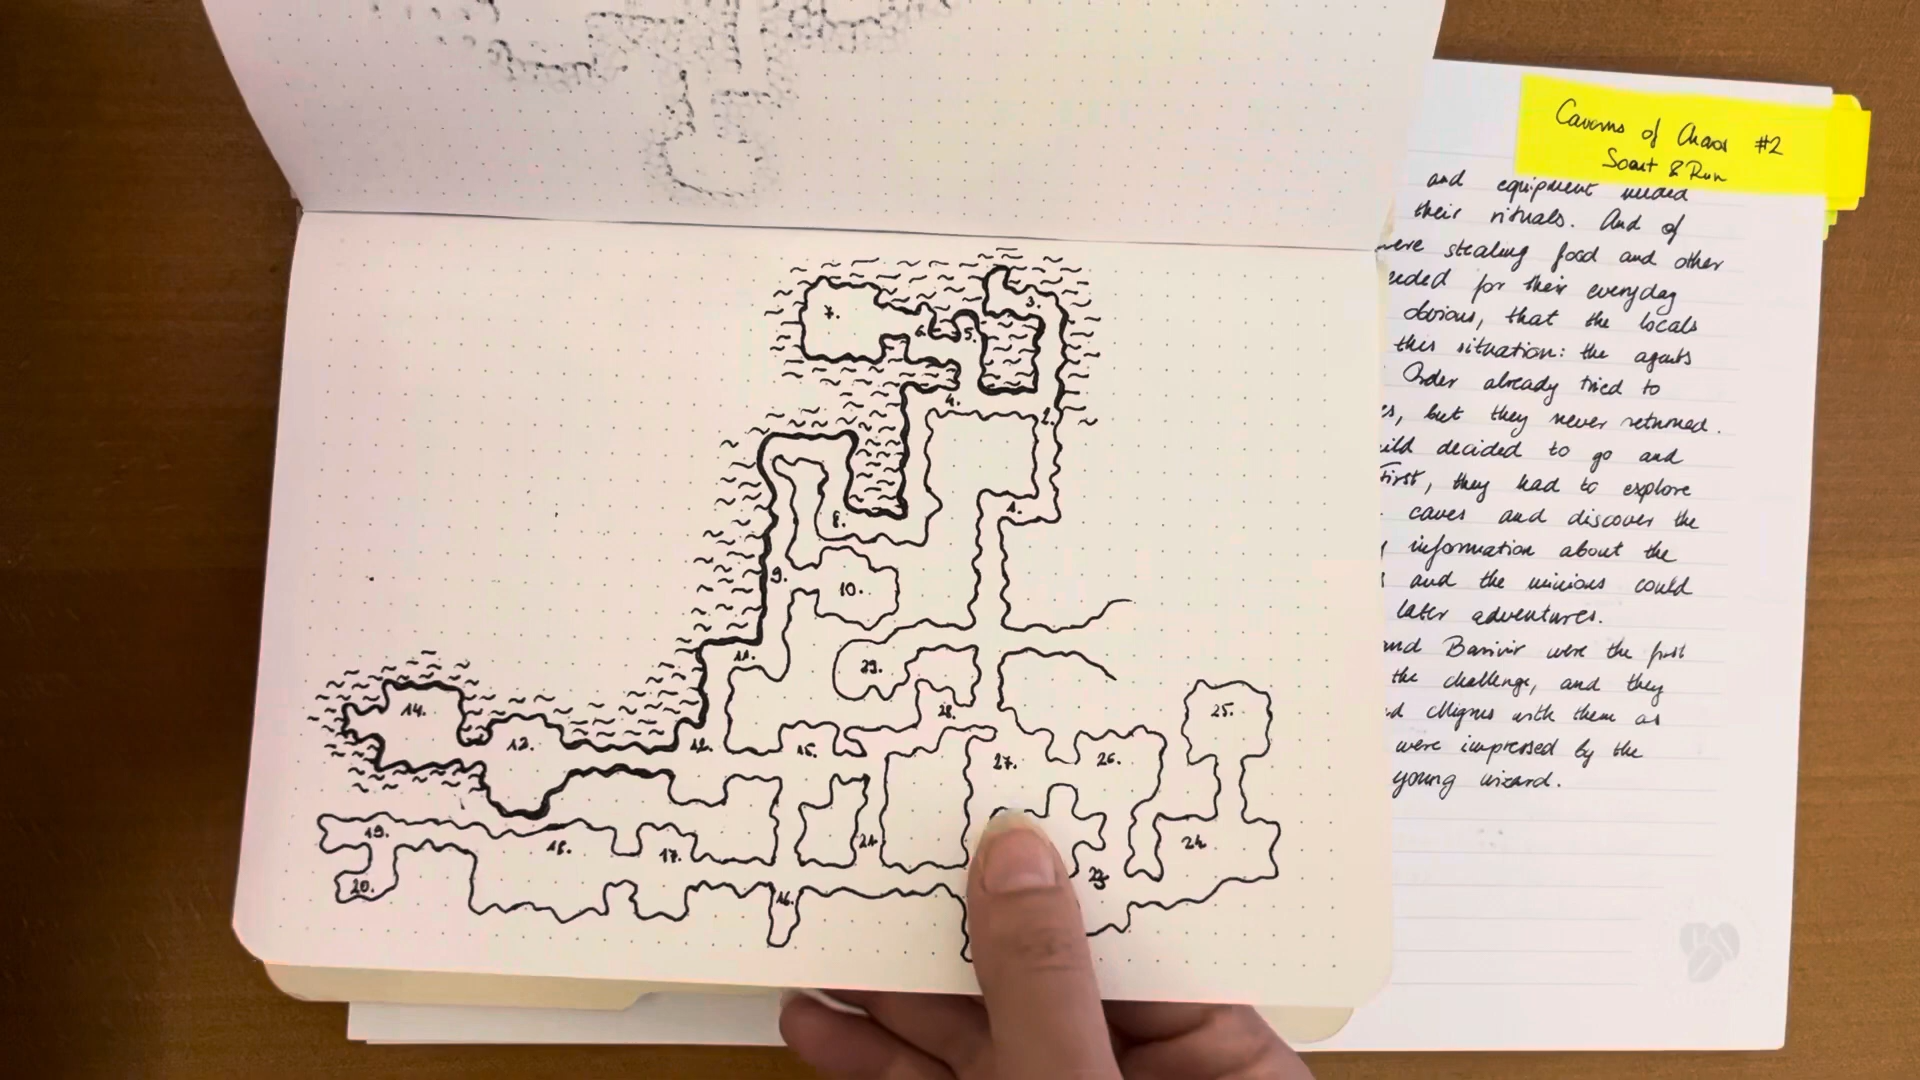 7.
3.
6.
5.
4.
2.
1.
8.
9.
10.
11.
29.
14.
13.
12.
15.
28.
25.
27.
26.
19.
18.
17.
21.
24.
20.
16.
Caverns of Chaos #2
Scout & Run
and equipment needed
their rituals. And of
were stealing food and other
needed for their everyday
obvious, that the locals
this situation: the agents
Order already tried to
but they never returned.
decided to go and
First, they had to explore
caves and discover the
information about the
and the minions could
later adventures.
and Barivir were the first
the challenge, and they
with them as
were impressed by the
young wizard.